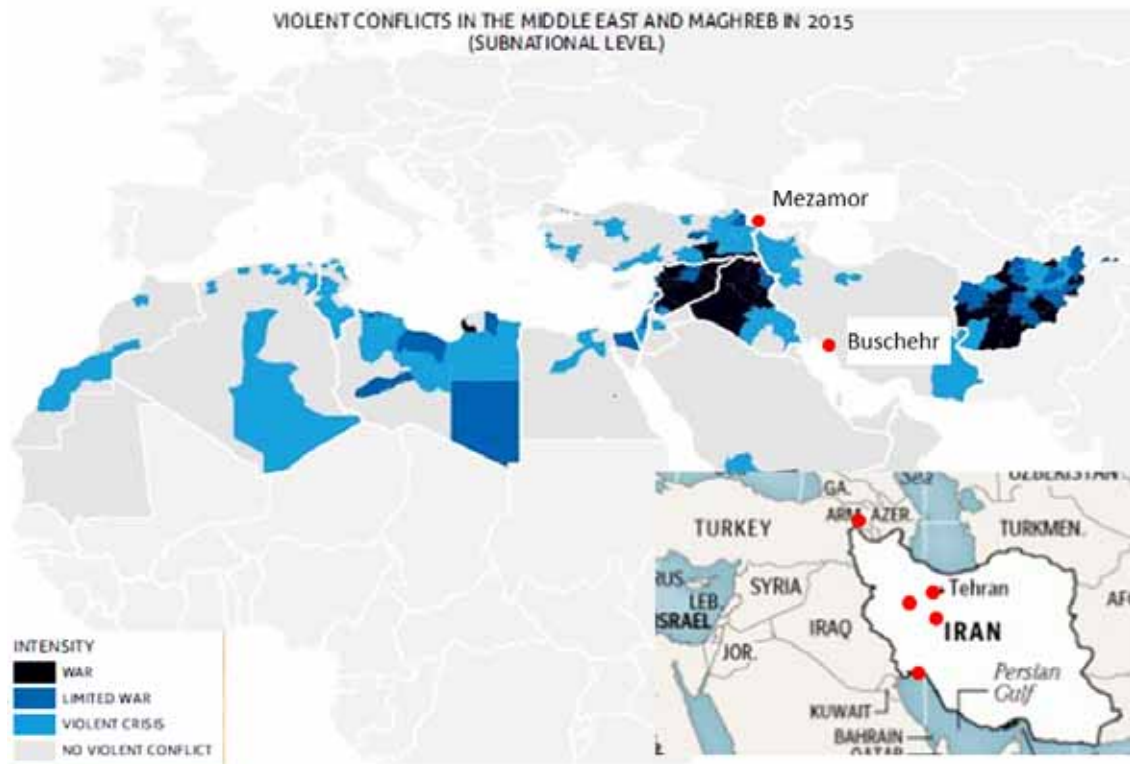 VIOLENT CONFLICTS IN THE MIDDLE EAST AND MAGHREB IN 2015
(SUBNATIONAL LEVEL)
Mezamor
Buschehr
INTENSITY
WAR
LIMITED WAR
VIOLENT CRISIS
NO VIOLENT CONFLICT
GA.
UZBEKISTAN
TURKEY
ARM.
AZER.
TURKMEN.
RUS.
SYRIA
Tehran
LEB.
ISRAEL
IRAQ
IRAN
JOR.
Persian
Gulf
KUWAIT
BAHRAIN